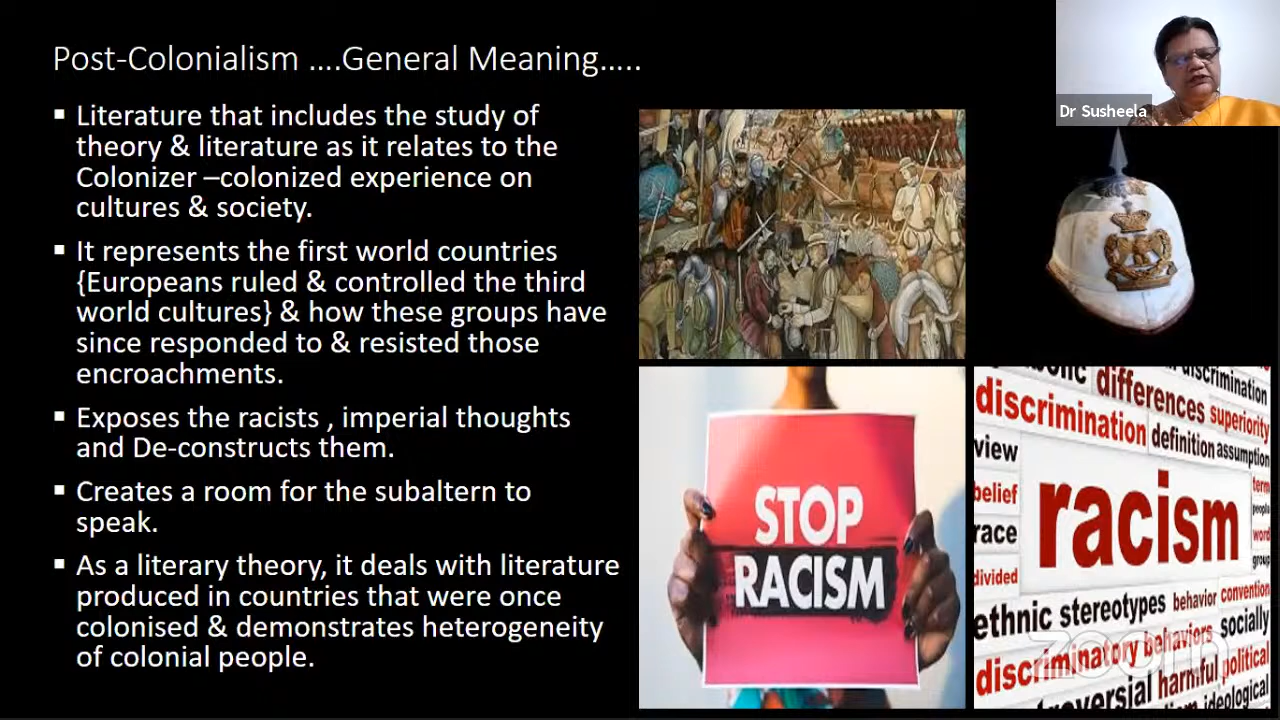 Post-Colonialism ....General Meaning.....
▪ Literature that includes the study of
theory & literature as it relates to the
Colonizer –colonized experience on
cultures & society.
▪ It represents the first world countries
{Europeans ruled & controlled the third
world cultures} & how these groups have
since responded to & resisted those
encroachments.
▪ Exposes the racists , imperial thoughts
and De-constructs them.
▪ Creates a room for the subaltern to
speak.
▪ As a literary theory, it deals with literature
produced in countries that were once
colonised & demonstrates heterogeneity
of colonial people.
Dr Susheela
STOP
RACISM
differences
discrimination
superiority
discrimination
definition
assumption
view
belief
race
divided
racism
term
people
word
group
ethnic stereotypes
behavior
convention
discriminatory behaviors
socially
harmful
political
ideological
zoom